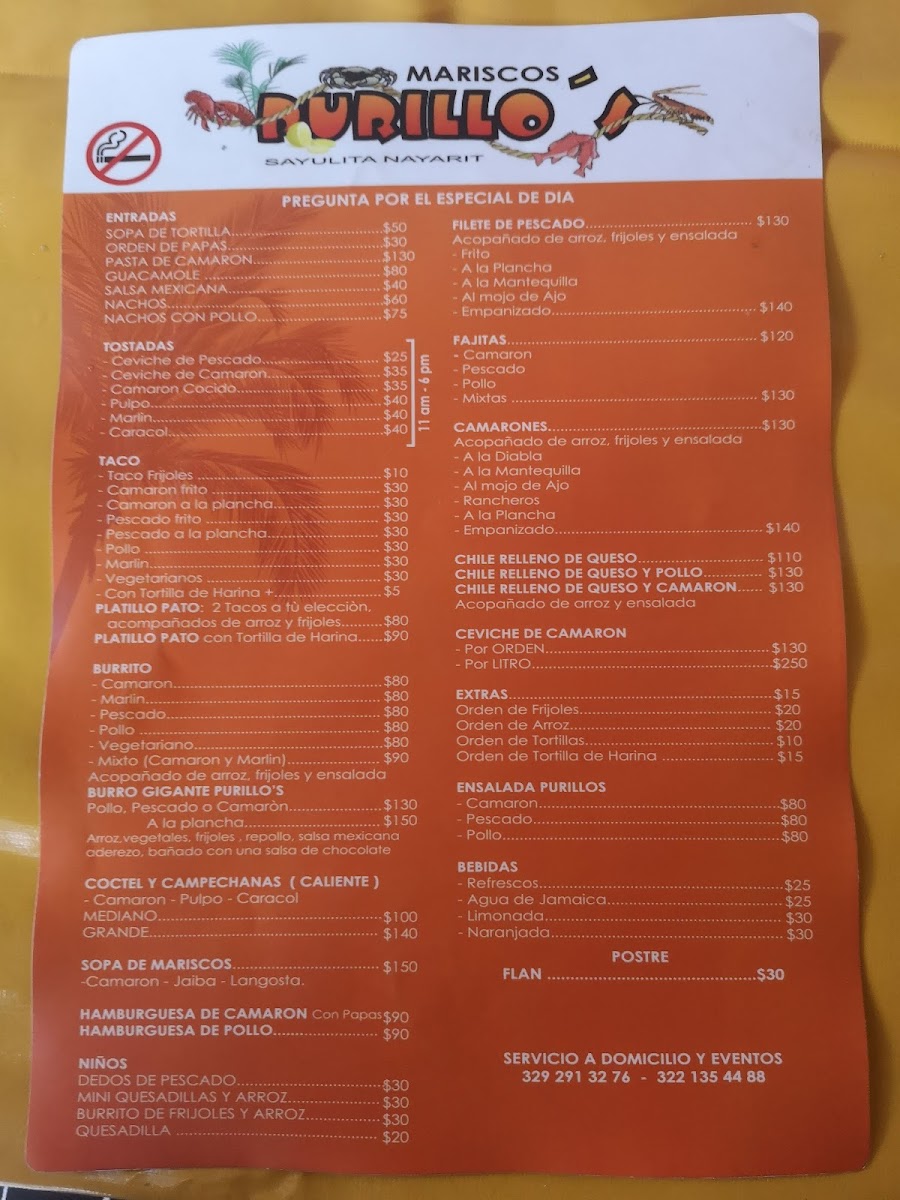 MARISCOS
PURILLO´S
SAYULITA NAYARIT
PREGUNTA POR EL ESPECIAL DE DIA
ENTRADAS
SOPA DE TORTILLA $50
ORDEN DE PAPAS $30
PASTA DE CAMARON $130
GUACAMOLE $80
SALSA MEXICANA $40
NACHOS $60
NACHOS CON POLLO $75
TOSTADAS
- Ceviche de Pescado $25
- Ceviche de Camaron $35
- Camaron Cocido $35
- Pulpo $40
- Marlin $40
- Caracol $40
11 am - 6 pm
TACO
- Taco Frijoles $10
- Camaron frito $30
- Camaron a la plancha $30
- Pescado frito $30
- Pescado a la plancha $30
- Pollo $30
- Marlin $30
- Vegetarianos $30
- Con Tortilla de Harina + $5
PLATILLO PATO: 2 Tacos a tù elecciòn,
acompañados de arroz y frijoles $80
PLATILLO PATO con Tortilla de Harina $90
BURRITO
- Camaron $80
- Marlin $80
- Pescado $80
- Pollo $80
- Vegetariano $80
- Mixto (Camaron y Marlin) $90
Acopañado de arroz, frijoles y ensalada
BURRO GIGANTE PURILLO'S
Pollo, Pescado o Camaròn $130
A la plancha $150
Arroz,vegetales, frijoles , repollo, salsa mexicana
aderezo, bañado con una salsa de chocolate
COCTEL Y CAMPECHANAS ( CALIENTE )
- Camaron - Pulpo - Caracol
MEDIANO $100
GRANDE $140
SOPA DE MARISCOS $150
-Camaron - Jaiba - Langosta.
HAMBURGUESA DE CAMARON Con Papas $90
HAMBURGUESA DE POLLO $90
NIÑOS
DEDOS DE PESCADO $30
MINI QUESADILLAS Y ARROZ $30
BURRITO DE FRIJOLES Y ARROZ $30
QUESADILLA $20
FILETE DE PESCADO $130
Acopañado de arroz, frijoles y ensalada
- Frito
- A la Plancha
- A la Mantequilla
- Al mojo de Ajo
- Empanizado $140
FAJITAS $120
- Camaron
- Pescado
- Pollo
- Mixtas $130
CAMARONES $130
Acopañado de arroz, frijoles y ensalada
- A la Diabla
- A la Mantequilla
- Al mojo de Ajo
- Rancheros
- A la Plancha
- Empanizado $140
CHILE RELLENO DE QUESO $110
CHILE RELLENO DE QUESO Y POLLO $130
CHILE RELLENO DE QUESO Y CAMARON $130
Acopañado de arroz y ensalada
CEVICHE DE CAMARON
- Por ORDEN $130
- Por LITRO $250
EXTRAS $15
Orden de Frijoles $20
Orden de Arroz $20
Orden de Tortillas $10
Orden de Tortilla de Harina $15
ENSALADA PURILLOS
- Camaron $80
- Pescado $80
- Pollo $80
BEBIDAS
- Refrescos $25
- Agua de Jamaica $25
- Limonada $30
- Naranjada $30
POSTRE
FLAN $30
SERVICIO A DOMICILIO Y EVENTOS
329 291 32 76 - 322 135 44 88